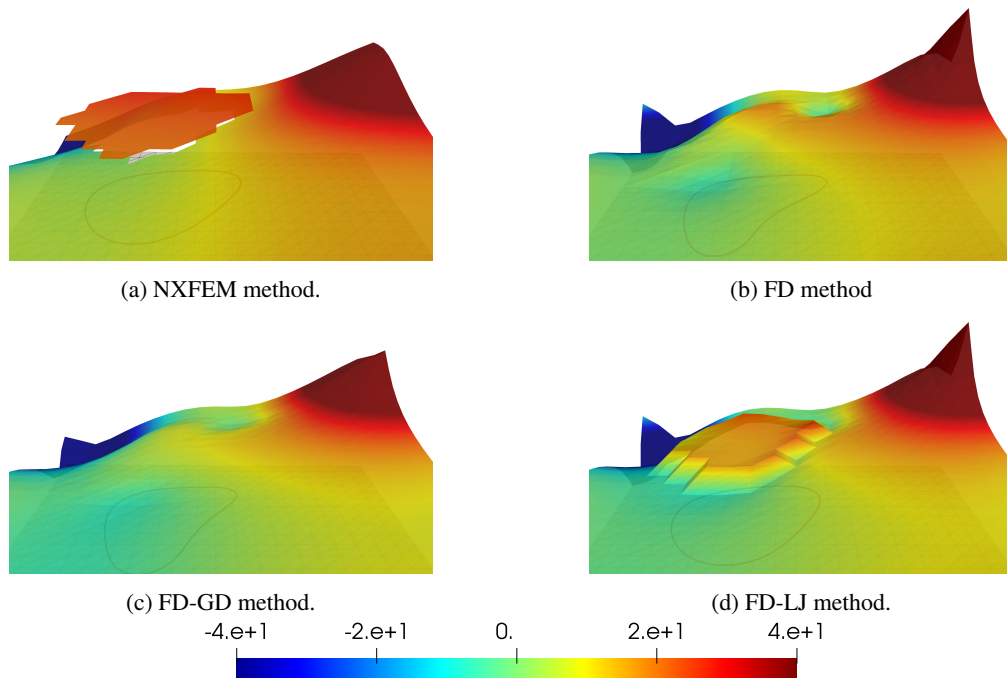 (a) NXFEM method.
(b) FD method
(c) FD-GD method.
(d) FD-LJ method.
-4.e+1 -2.e+1 0. 2.e+1 4.e+1